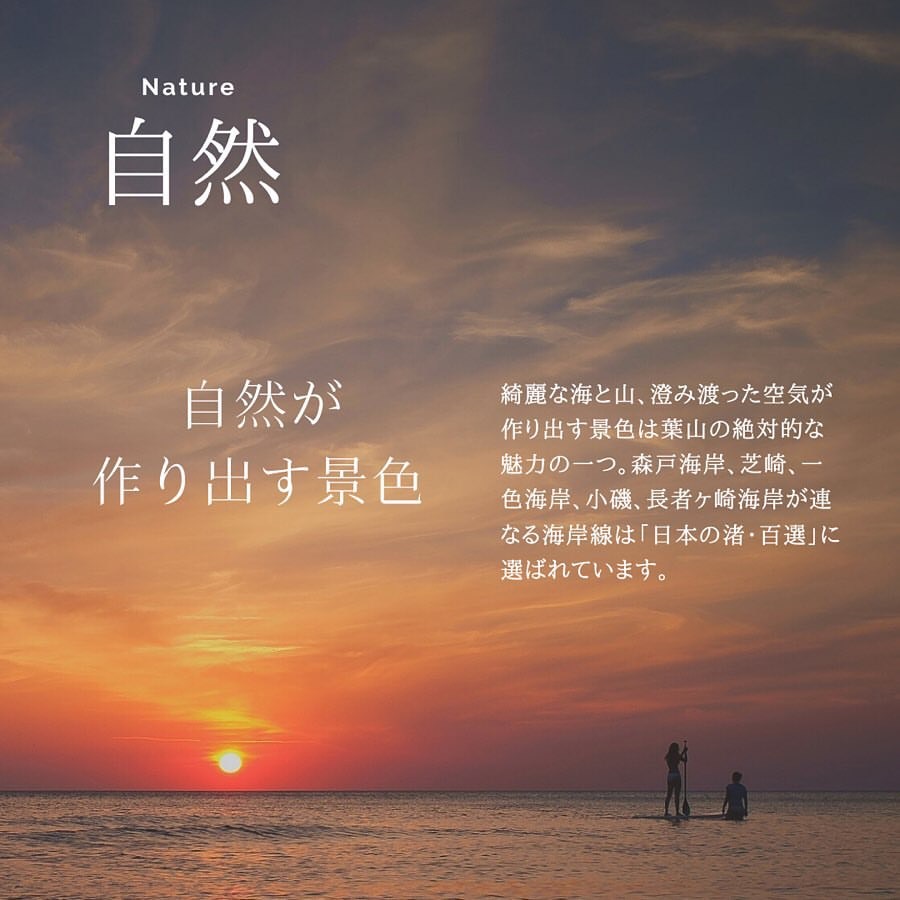 Nature
自然
自然が
作り出す景色
綺麗な海と山、澄み渡った空気が
作り出す景色は葉山の絶対的な
魅力の一つ。森戸海岸、芝崎、一
色海岸、小磯、長者ヶ崎海岸が連
なる海岸線は「日本の渚・百選」に
選ばれています。